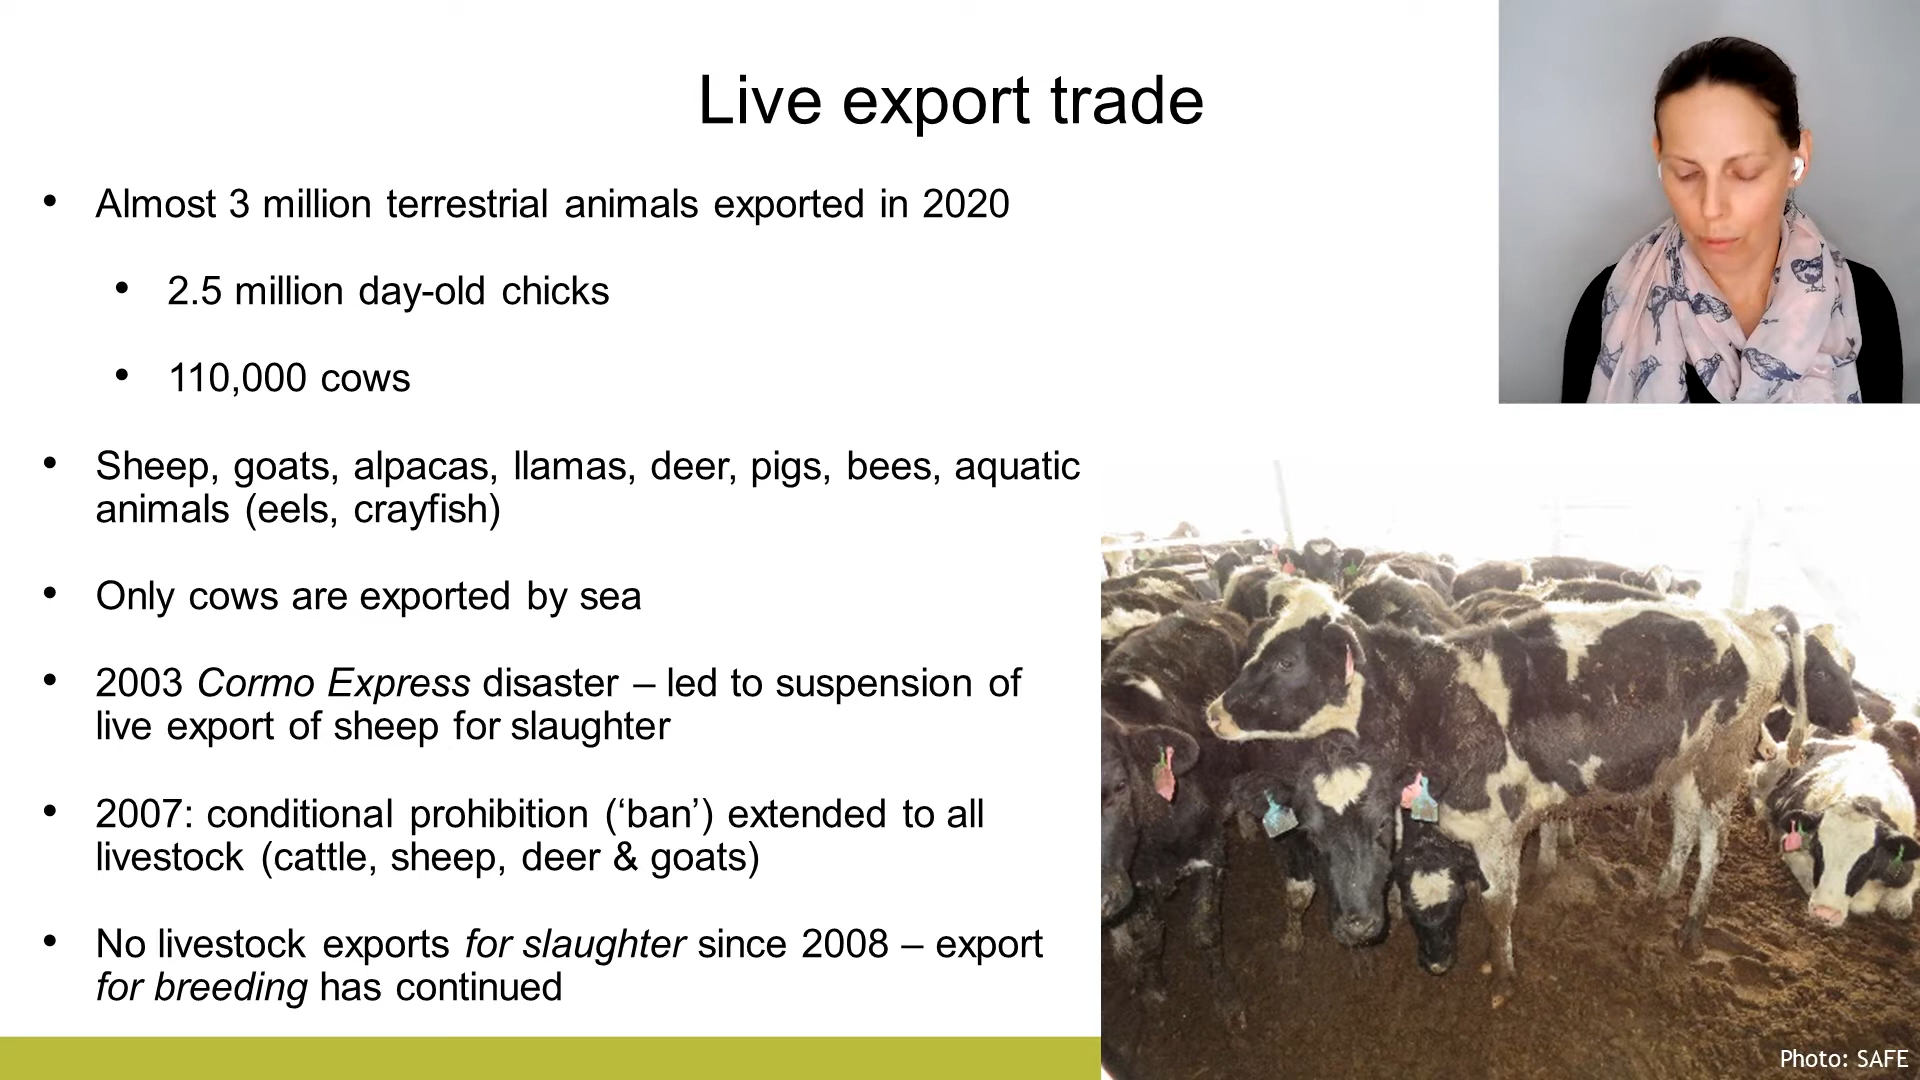 Live export trade
• Almost 3 million terrestrial animals exported in 2020
• 2.5 million day-old chicks
• 110,000 cows
• Sheep, goats, alpacas, llamas, deer, pigs, bees, aquatic
animals (eels, crayfish)
• Only cows are exported by sea
• 2003 Cormo Express disaster – led to suspension of
live export of sheep for slaughter
• 2007: conditional prohibition (‘ban’) extended to all
livestock (cattle, sheep, deer & goats)
• No livestock exports for slaughter since 2008 – export
for breeding has continued
Photo: SAFE